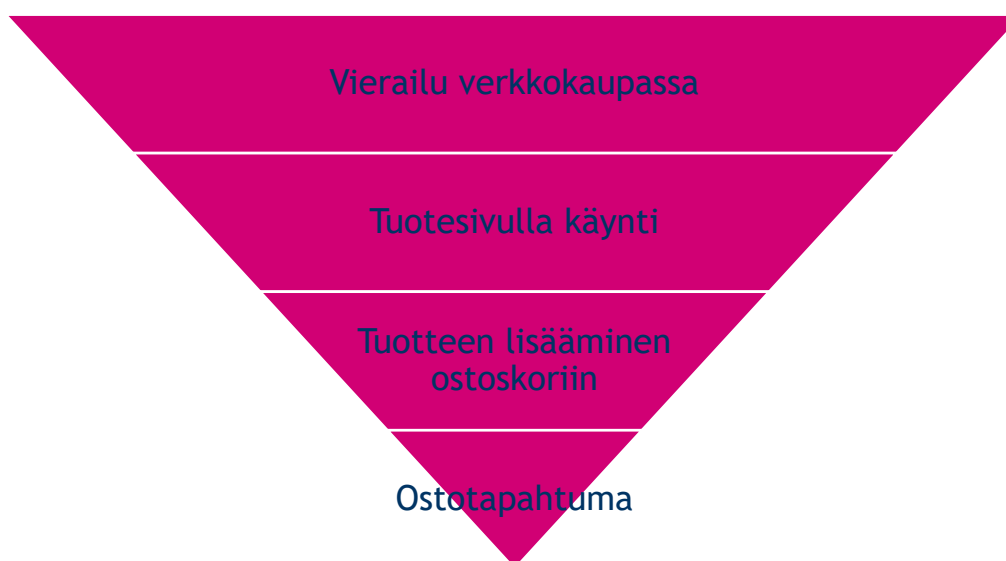 Vierailu verkkokaupassa
Tuotesivulla käynti
Tuotteen lisääminen
ostoskoriin
Ostotapahtuma